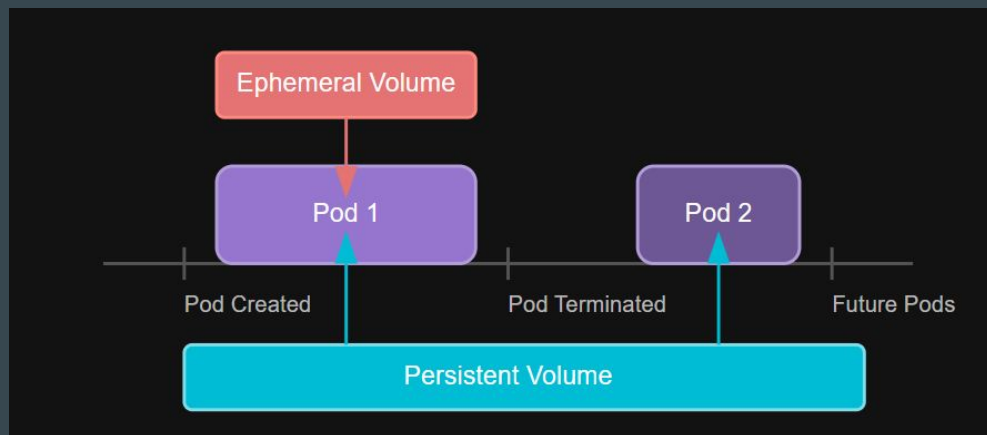 Ephemeral Volume
Pod 1
Pod 2
Pod Created
Pod Terminated
Future Pods
Persistent Volume